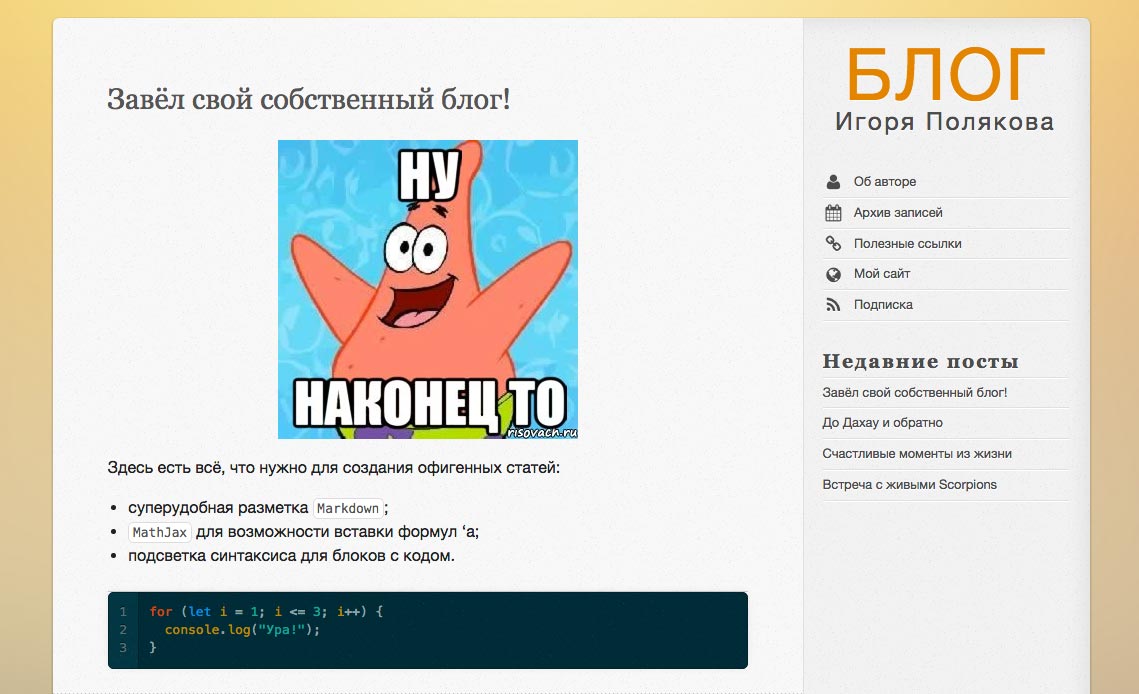 Завёл свой собственный блог!
НУ
НАКОНЕЦ ТО
risovach.ru
Здесь есть всё, что нужно для создания офигенных статей:
• суперудобная разметка Markdown;
• MathJax для возможности вставки формул ‘а;
• подсветка синтаксиса для блоков с кодом.
1 for (let i = 1; i <= 3; i++) {
2   console.log("Ура!");
3 }
БЛОГ
Игоря Полякова
Об авторе
Архив записей
Полезные ссылки
Мой сайт
Подписка
Недавние посты
Завёл свой собственный блог!
До Дахау и обратно
Счастливые моменты из жизни
Встреча с живыми Scorpions